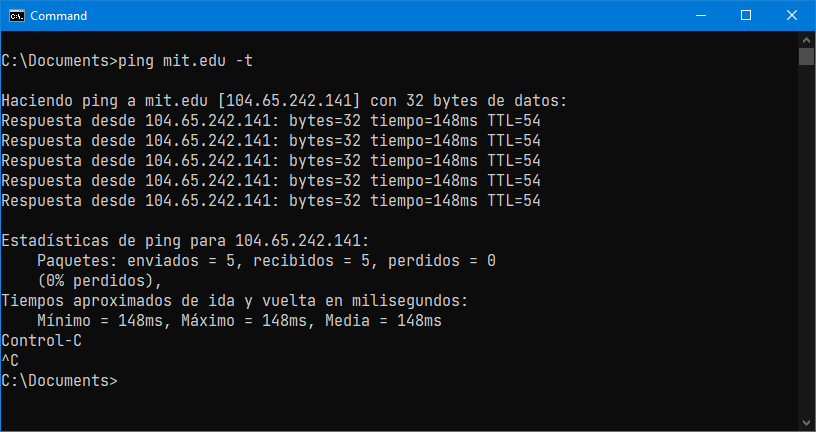 Command
C:\Documents>ping mit.edu -t
Haciendo ping a mit.edu [104.65.242.141] con 32 bytes de datos:
Respuesta desde 104.65.242.141: bytes=32 tiempo=148ms TTL=54
Respuesta desde 104.65.242.141: bytes=32 tiempo=148ms TTL=54
Respuesta desde 104.65.242.141: bytes=32 tiempo=148ms TTL=54
Respuesta desde 104.65.242.141: bytes=32 tiempo=148ms TTL=54
Respuesta desde 104.65.242.141: bytes=32 tiempo=148ms TTL=54
Estadísticas de ping para 104.65.242.141:
    Paquetes: enviados = 5, recibidos = 5, perdidos = 0
    (0% perdidos),
Tiempos aproximados de ida y vuelta en milisegundos:
    Mínimo = 148ms, Máximo = 148ms, Media = 148ms
Control-C
^C
C:\Documents>